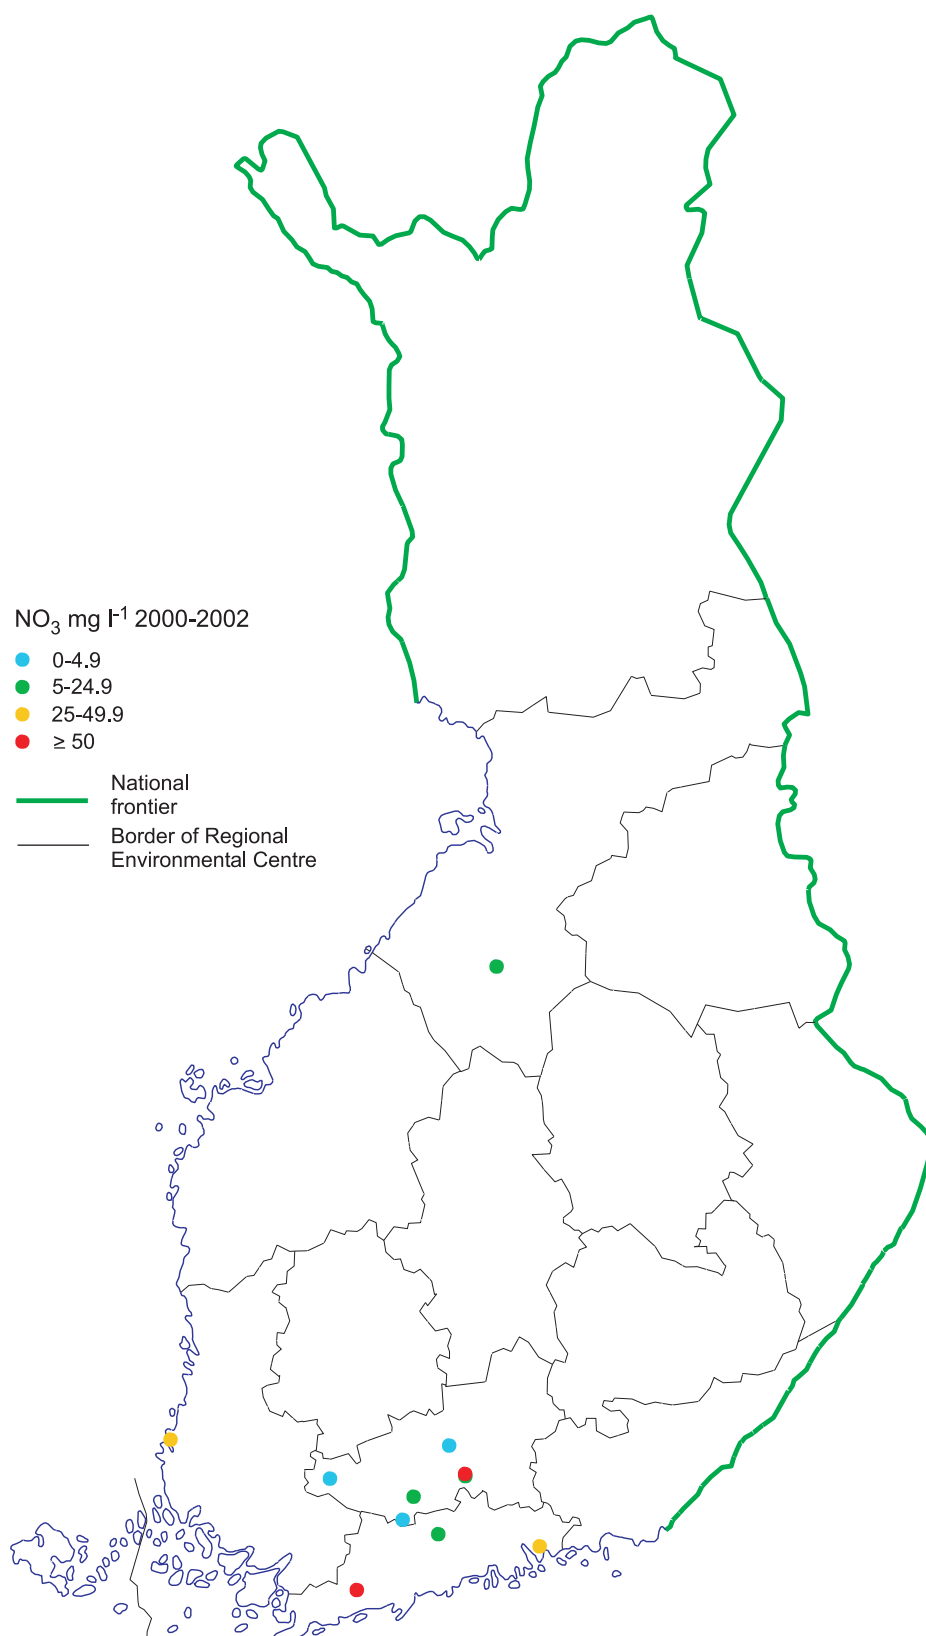 NO₃ mg l⁻¹ 2000-2002
0-4.9
5-24.9
25-49.9
≥ 50
National
frontier
Border of Regional
Environmental Centre